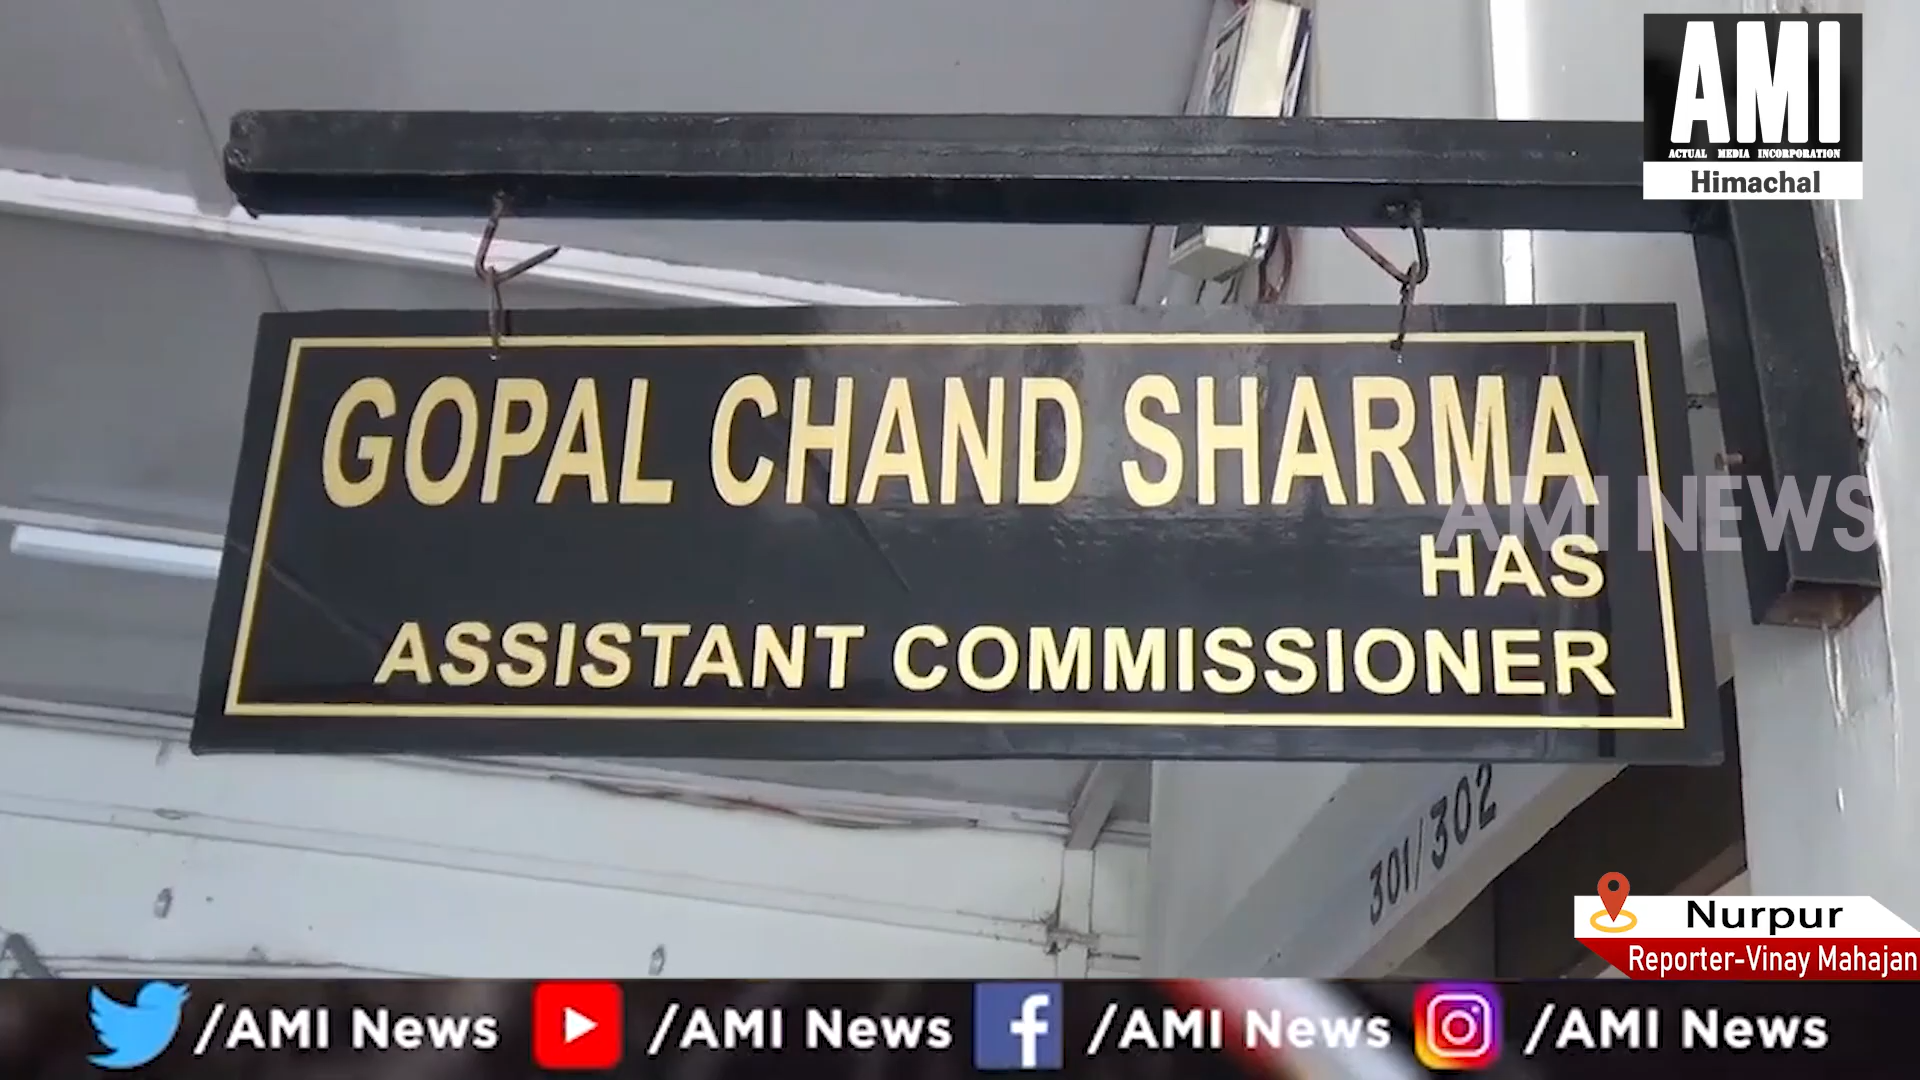 AMI
ACTUAL MEDIA INCORPORATION
Himachal
GOPAL CHAND SHARMA
AMI NEWS
HAS
ASSISTANT COMMISSIONER
301/302
Nurpur
Reporter-Vinay Mahajan
/AMI News /AMI News /AMI News /AMI News